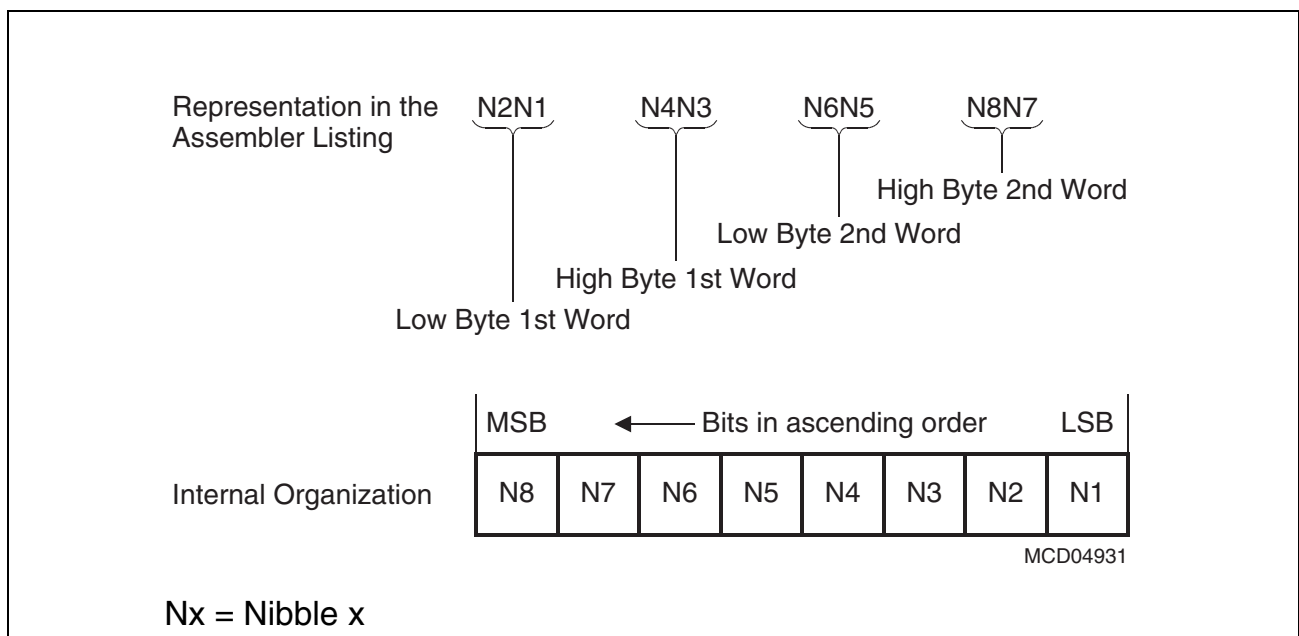 Representation in the
Assembler Listing
N2N1 N4N3 N6N5 N8N7
High Byte 2nd Word
Low Byte 2nd Word
High Byte 1st Word
Low Byte 1st Word
MSB Bits in ascending order LSB
Internal Organization N8 N7 N6 N5 N4 N3 N2 N1
MCD04931
Nx = Nibble x